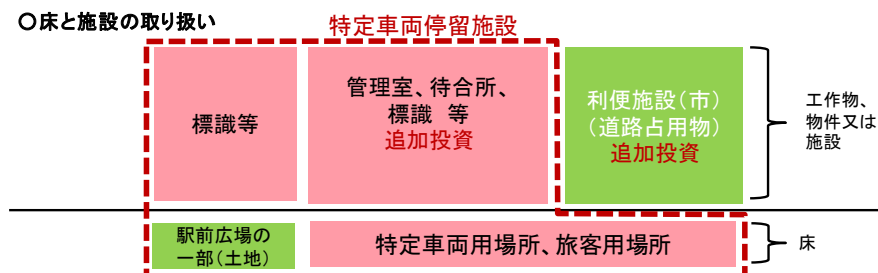 〇床と施設の取り扱い
特定車両停留施設
標識等
管理室、待合所、
標識 等
追加投資
利便施設(市)
(道路占用物)
追加投資
工作物、
物件又は
施設
駅前広場の
一部(土地)
特定車両用場所、旅客用場所
床